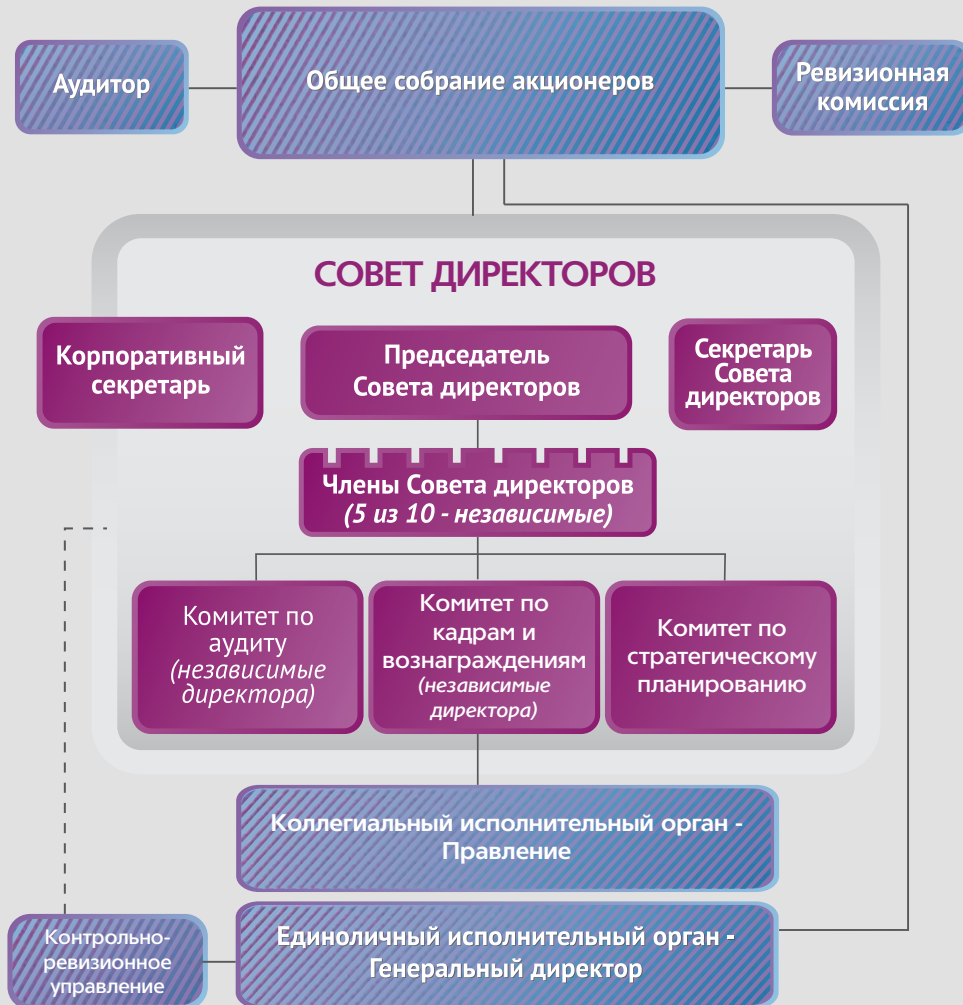 Аудитор
Общее собрание акционеров
Ревизионная
комиссия
СОВЕТ ДИРЕКТОРОВ
Корпоративный
секретарь
Председатель
Совета директоров
Секретарь
Совета
директоров
Члены Совета директоров
(5 из 10 - независимые)
Комитет по
аудиту
(независимые
директора)
Комитет по
кадрам и
вознаграждениям
(независимые
директора)
Комитет по
стратегическому
планированию
Коллегиальный исполнительный орган -
Правление
Контрольно-
ревизионное
управление
Единоличный исполнительный орган -
Генеральный директор